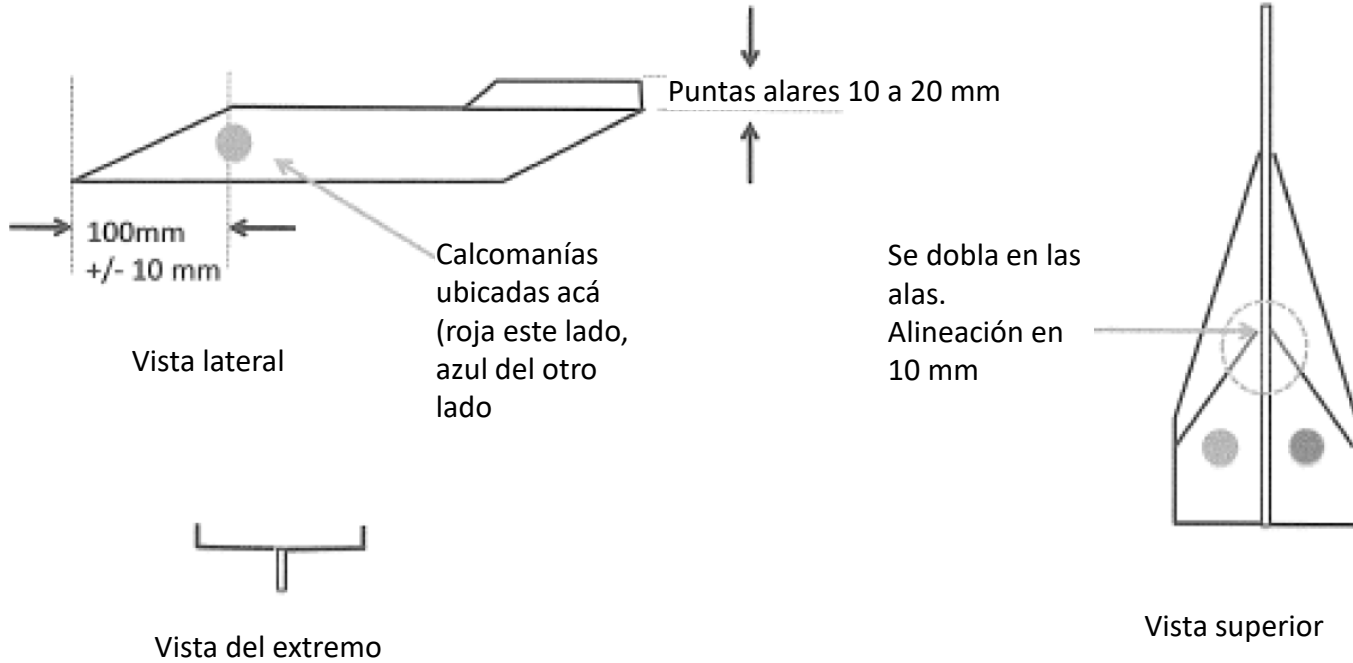 Puntas alares 10 a 20 mm
100mm
+/- 10 mm
Calcomanías
ubicadas acá
(roja este lado,
azul del otro
lado
Vista lateral
Se dobla en las
alas.
Alineación en
10 mm
Vista del extremo
Vista superior